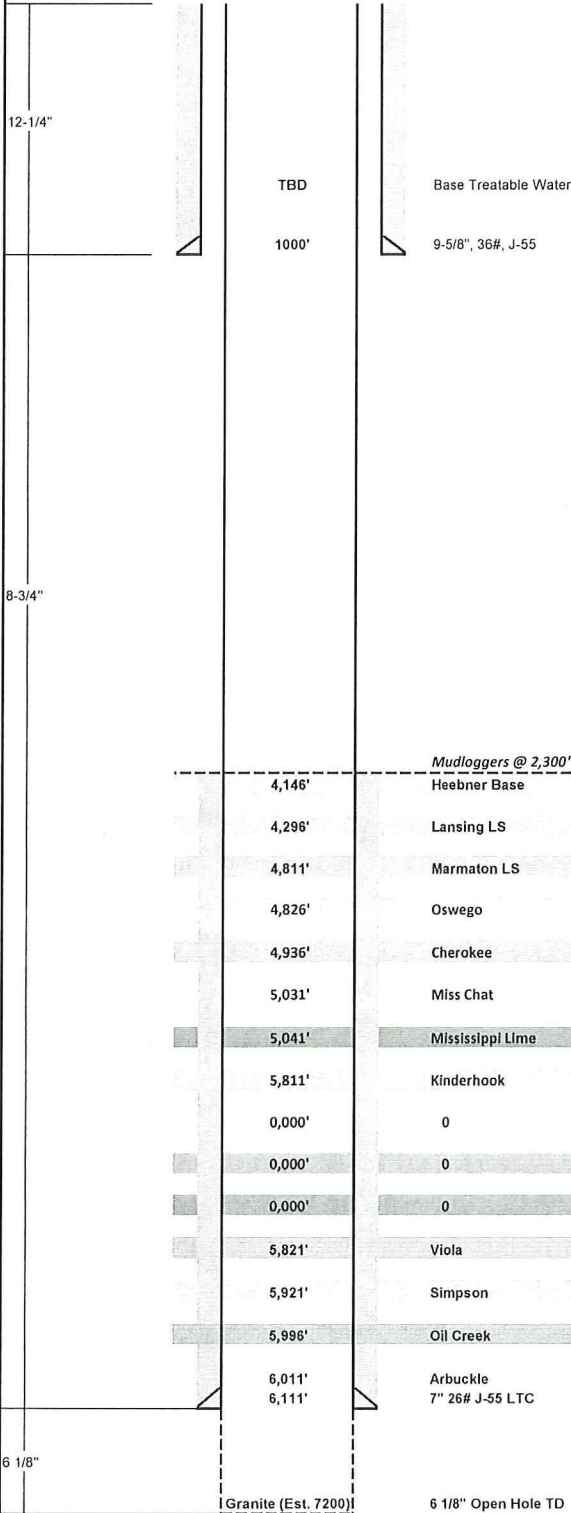 12-1/4"
TBD Base Treatable Water
1000' 9-5/8", 36#, J-55
8-3/4"
Mudloggers @ 2,300'
4,146' Heebner Base
4,296' Lansing LS
4,811' Marmaton LS
4,826' Oswego
4,936' Cherokee
5,031' Miss Chat
5,041' Mississippi Lime
5,811' Kinderhook
0,000' 0
0,000' 0
0,000' 0
5,821' Viola
5,921' Simpson
5,996' Oil Creek
6,011' Arbuckle
6,111' 7" 26# J-55 LTC
6 1/8"
Granite (Est. 7200) 6 1/8" Open Hole TD